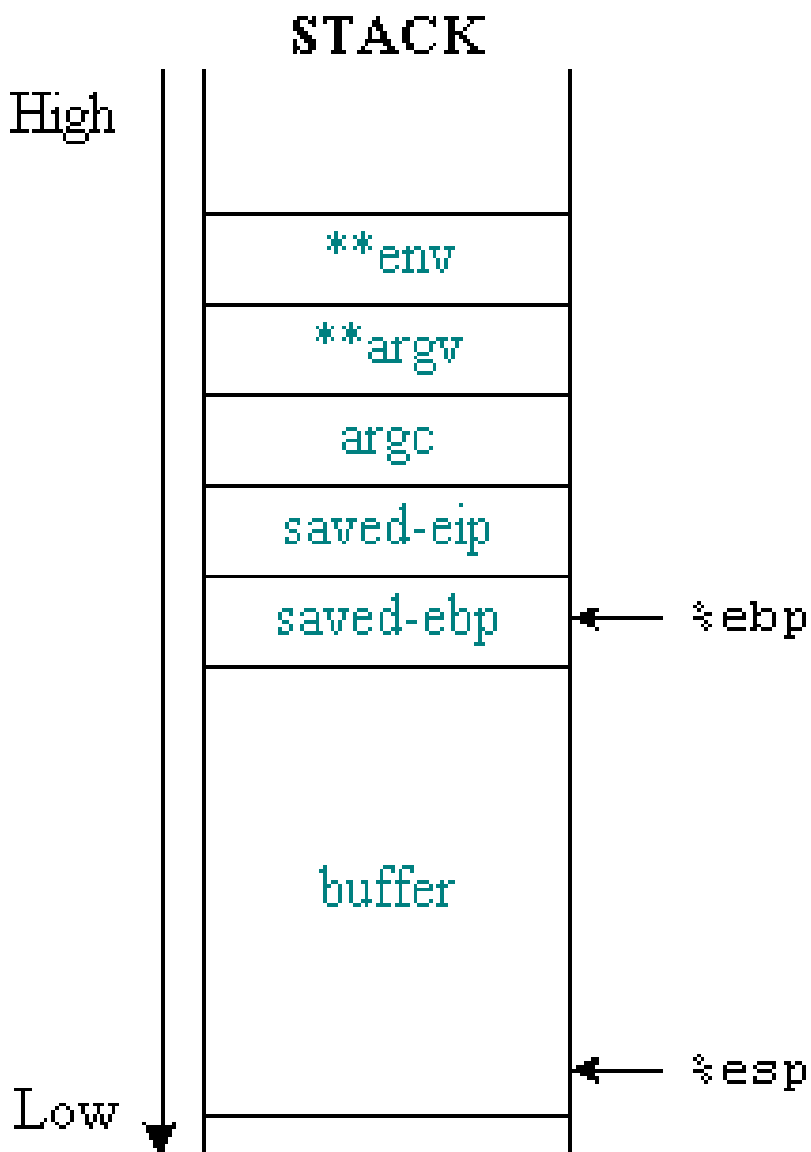 STACK
High
**env
**argv
argc
saved-eip
saved-ebp
%ebp
buffer
%esp
Low